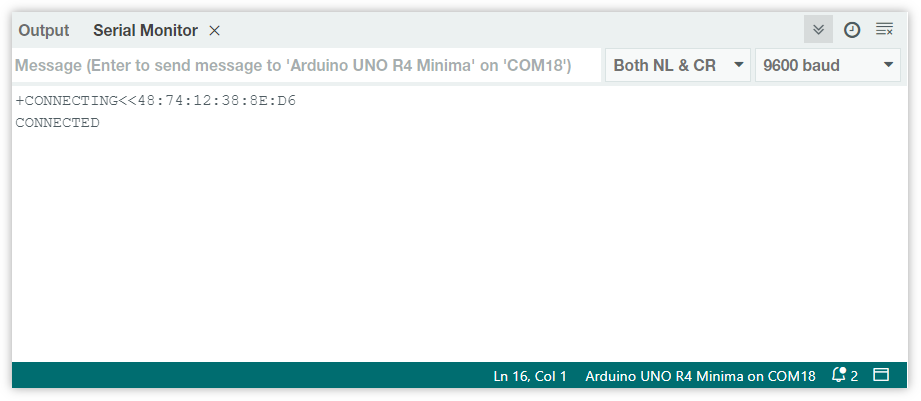 Output Serial Monitor
Message (Enter to send message to 'Arduino UNO R4 Minima' on 'COM18') Both NL & CR 9600 baud
+CONNECTING<<48:74:12:38:8E:D6
CONNECTED
Ln 16, Col 1 Arduino UNO R4 Minima on COM18 2